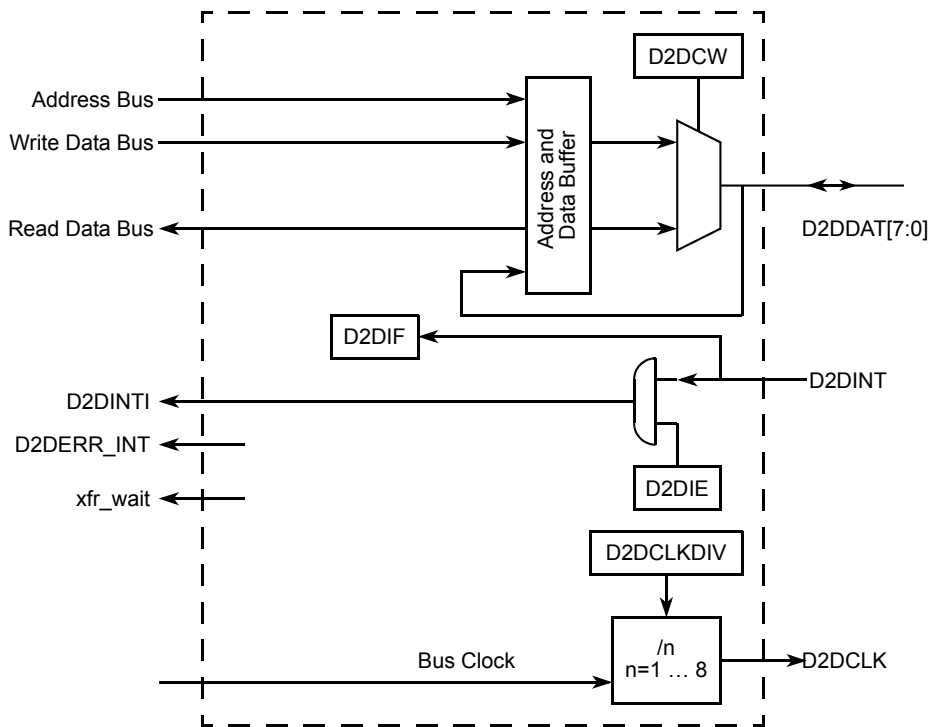 D2DCW
Address Bus
Write Data Bus
Address and
Data Buffer
Read Data Bus
D2DDAT[7:0]
D2DIF
D2DINT
D2DINTI
D2DERR_INT
D2DIE
xfr_wait
D2DCLKDIV
/n
n=1 … 8
Bus Clock
D2DCLK